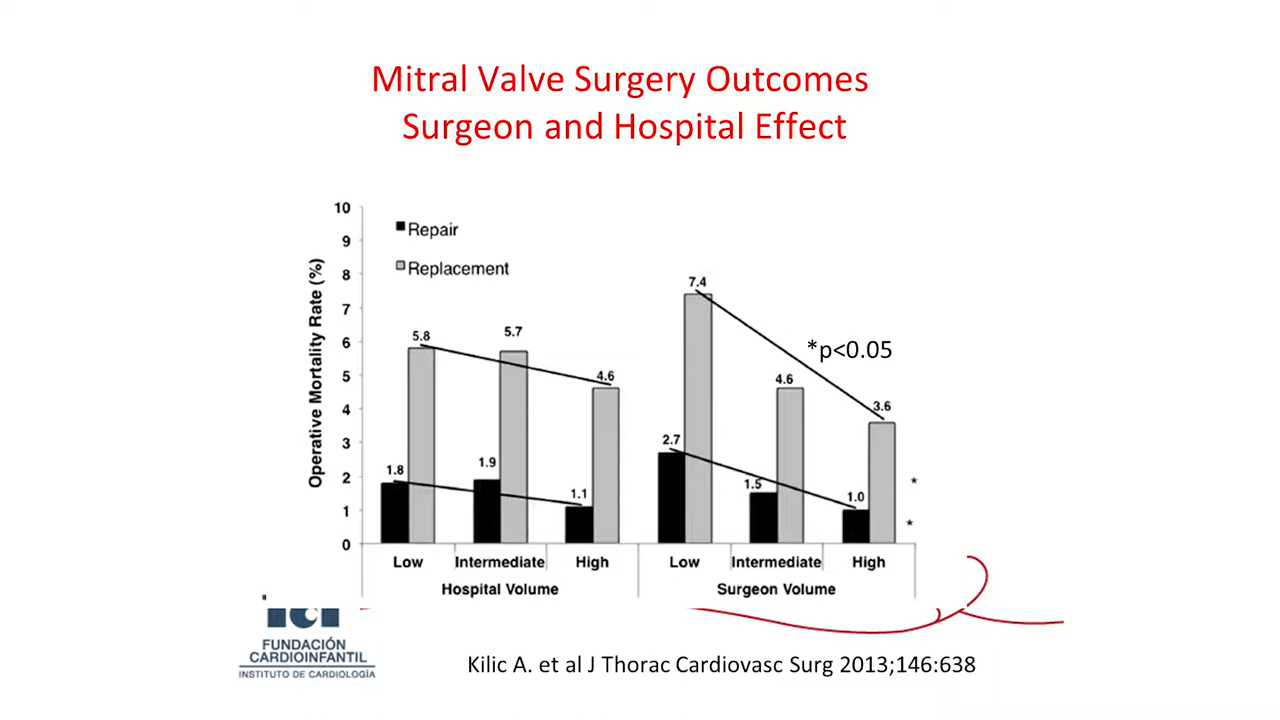 Mitral Valve Surgery Outcomes
Surgeon and Hospital Effect
10
9
8
7
6
5
4
3
2
1
0
Operative Mortality Rate (%)
Repair
Replacement
1.8
5.8
1.9
5.7
1.1
4.6
2.7
7.4
1.5
4.6
1.0
3.6
*p<0.05
*
*
Low Intermediate High Low Intermediate High
Hospital Volume Surgeon Volume
FUNDACIÓN
CARDIOINFANTIL
INSTITUTO DE CARDIOLOGÍA
Kilic A. et al J Thorac Cardiovasc Surg 2013;146:638